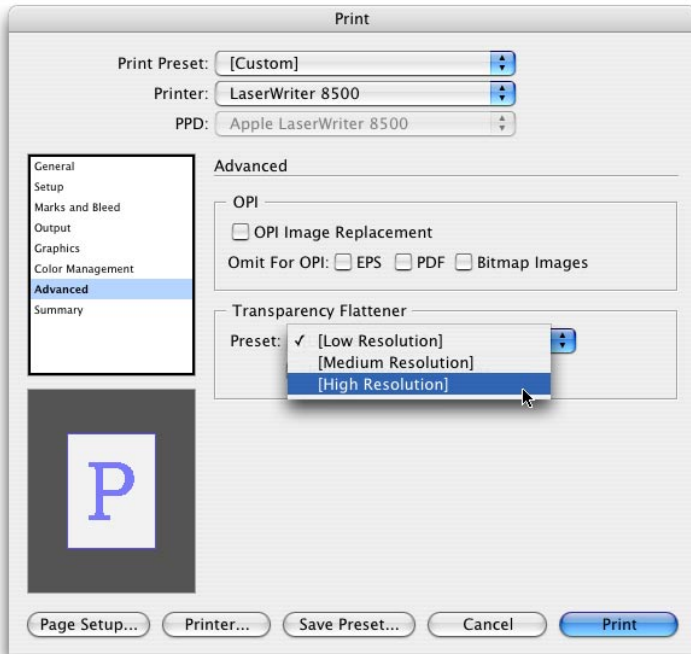 Print
Print Preset: [Custom]
Printer: LaserWriter 8500
PPD: Apple LaserWriter 8500
General
Setup
Marks and Bleed
Output
Graphics
Color Management
Advanced
Summary
Advanced
OPI
OPI Image Replacement
Omit For OPI: EPS PDF Bitmap Images
Transparency Flattener
Preset: ✓ [Low Resolution]
[Medium Resolution]
[High Resolution]
P
Page Setup... Printer... Save Preset... Cancel Print